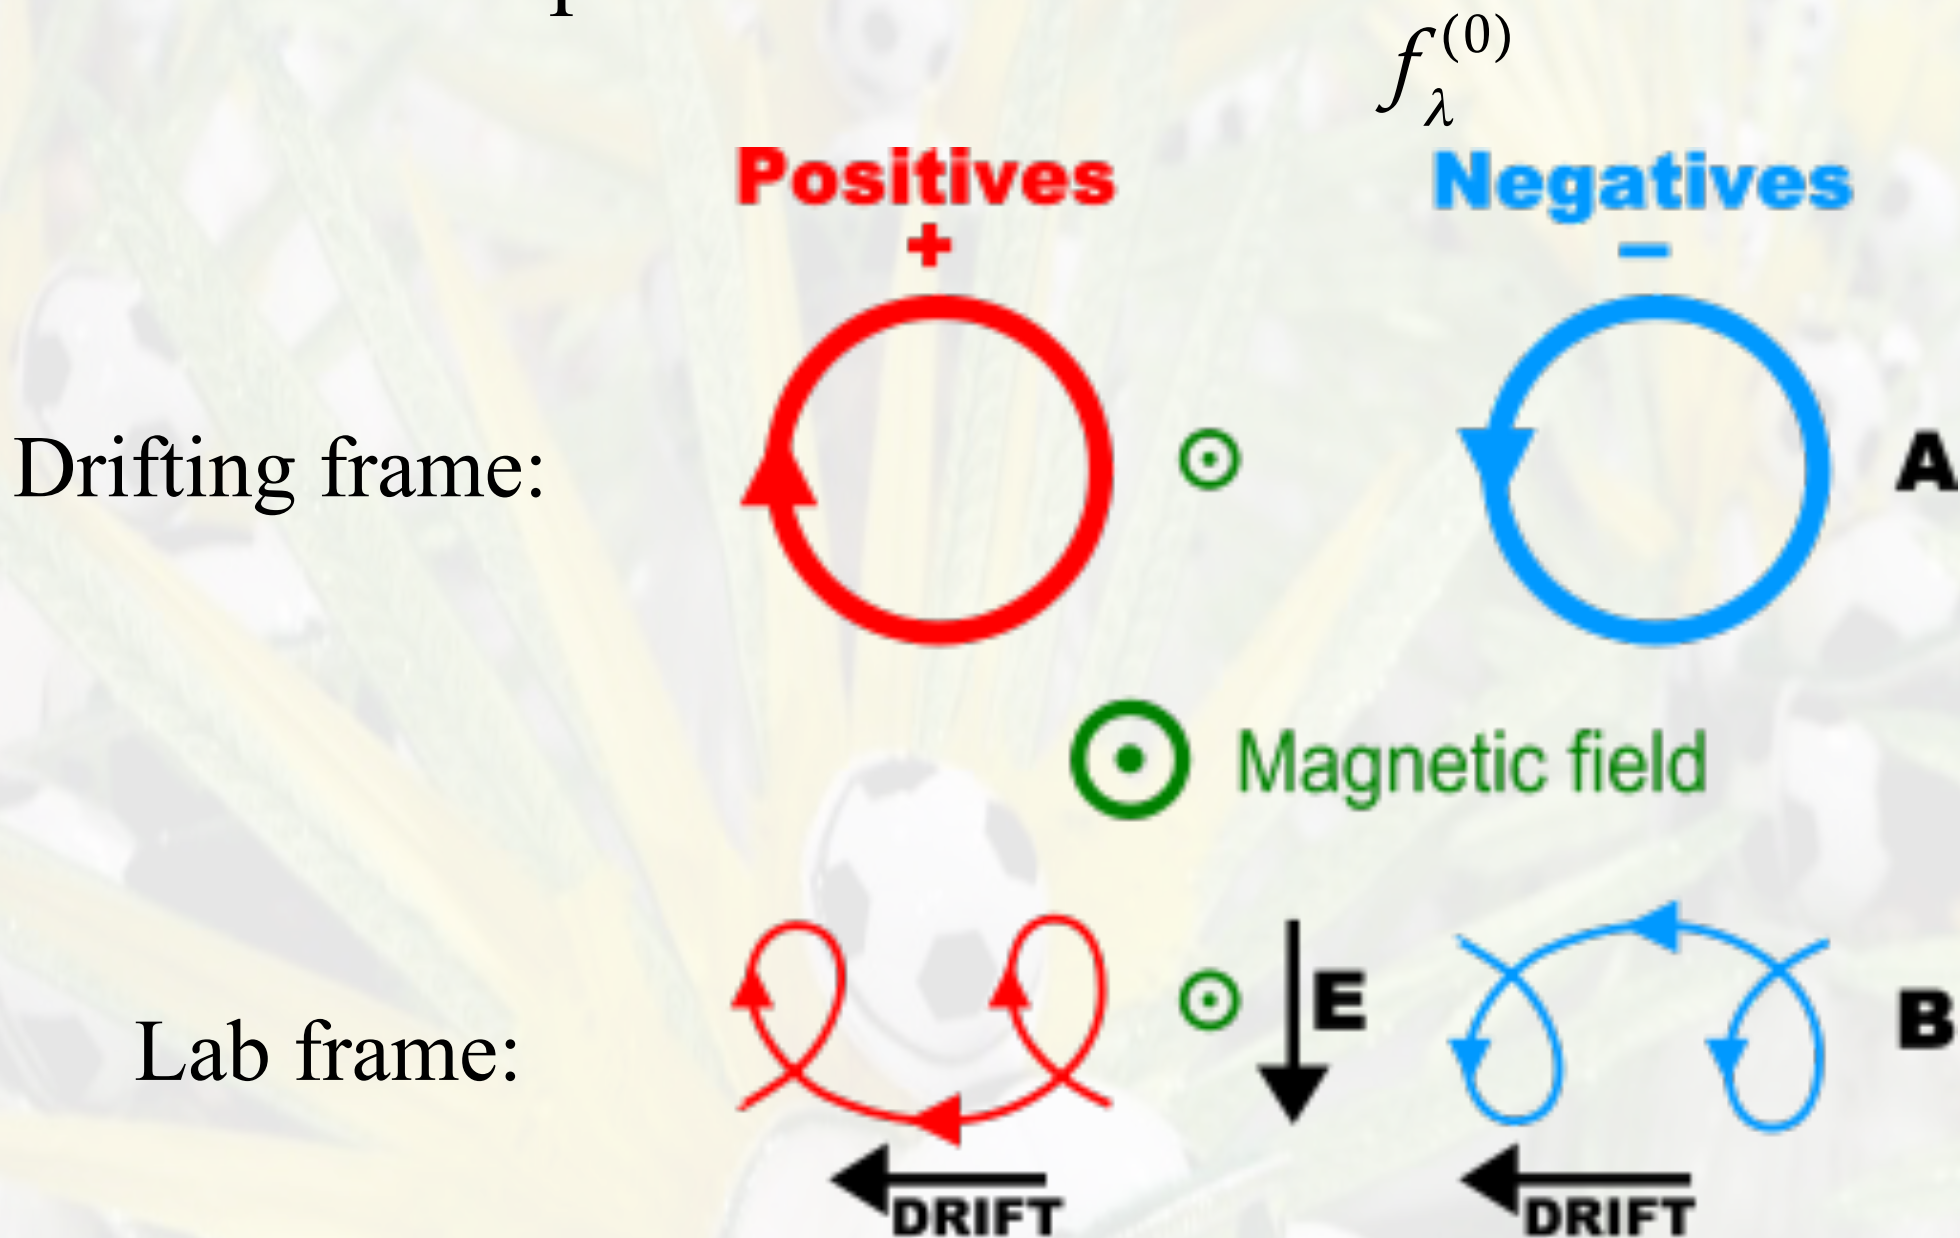 f_λ^(0)
Positives Negatives
+ −
Drifting frame: A
Magnetic field
Lab frame: E B
DRIFT DRIFT